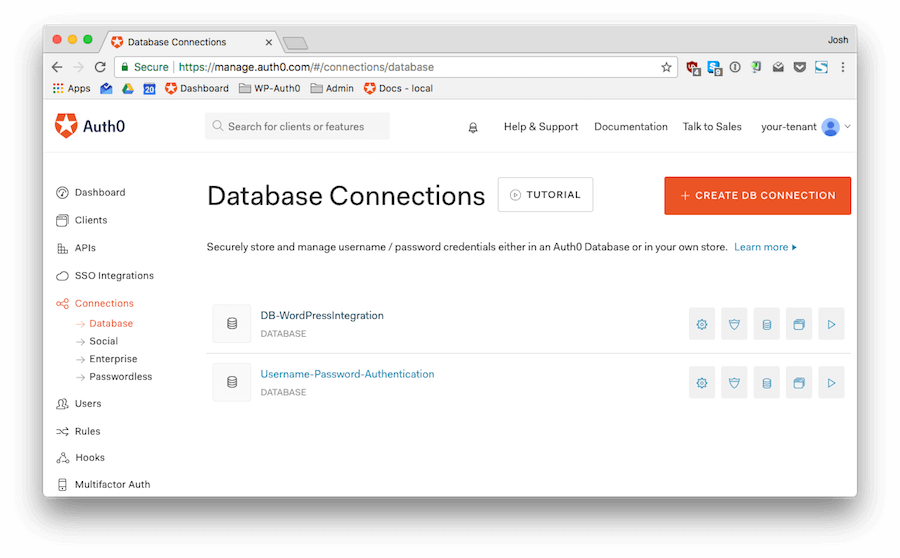 Database Connections
Josh
Secure https://manage.auth0.com/#/connections/database
4
9
Apps
20
Dashboard
WP-Auth0
Admin
Docs - local
Auth0
Search for clients or features
Help & Support
Documentation
Talk to Sales
your-tenant
Dashboard
Clients
APIs
SSO Integrations
Connections
Database
Social
Enterprise
Passwordless
Users
Rules
Hooks
Multifactor Auth
Database Connections
TUTORIAL
+ CREATE DB CONNECTION
Securely store and manage username / password credentials either in an Auth0 Database or in your own store. Learn more
DB-WordPressIntegration
DATABASE
Username-Password-Authentication
DATABASE